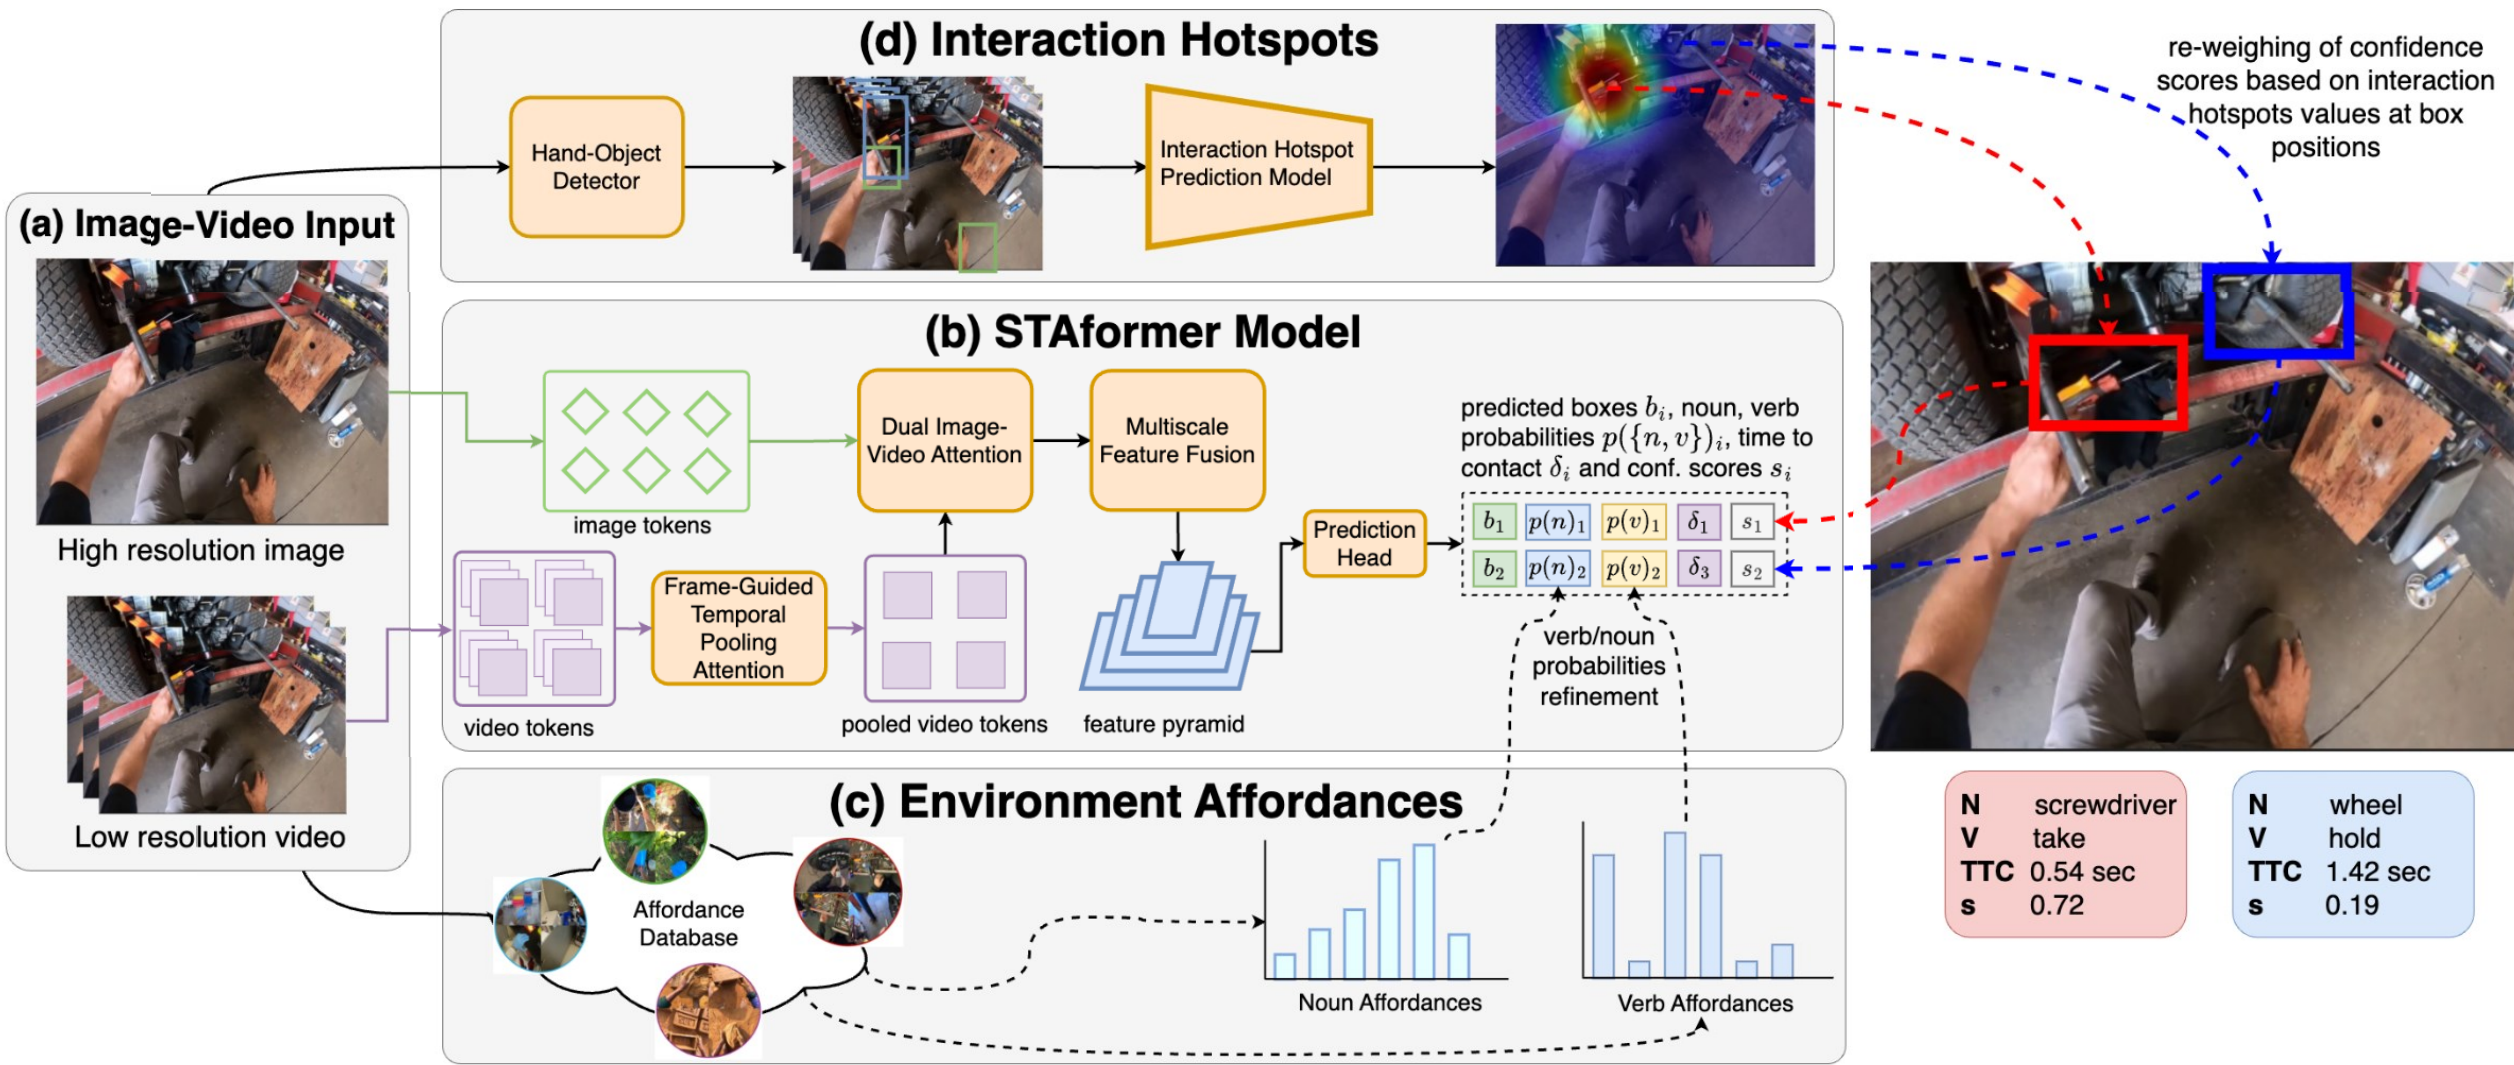 (d) Interaction Hotspots
Hand-Object
Detector
Interaction Hotspot
Prediction Model
re-weighing of confidence
scores based on interaction
hotspots values at box
positions
(a) Image-Video Input
High resolution image
Low resolution video
(b) STAformer Model
image tokens
Dual Image-
Video Attention
Multiscale
Feature Fusion
video tokens
Frame-Guided
Temporal
Pooling
Attention
pooled video tokens
feature pyramid
Prediction
Head
predicted boxes b_i, noun, verb
probabilities p({n, v})_i, time to
contact δ_i and conf. scores s_i
b_1 p(n)_1 p(v)_1 δ_1 s_1
b_2 p(n)_2 p(v)_2 δ_3 s_2
verb/noun
probabilities
refinement
(c) Environment Affordances
Affordance
Database
Noun Affordances
Verb Affordances
N screwdriver
V take
TTC 0.54 sec
s 0.72
N wheel
V hold
TTC 1.42 sec
s 0.19